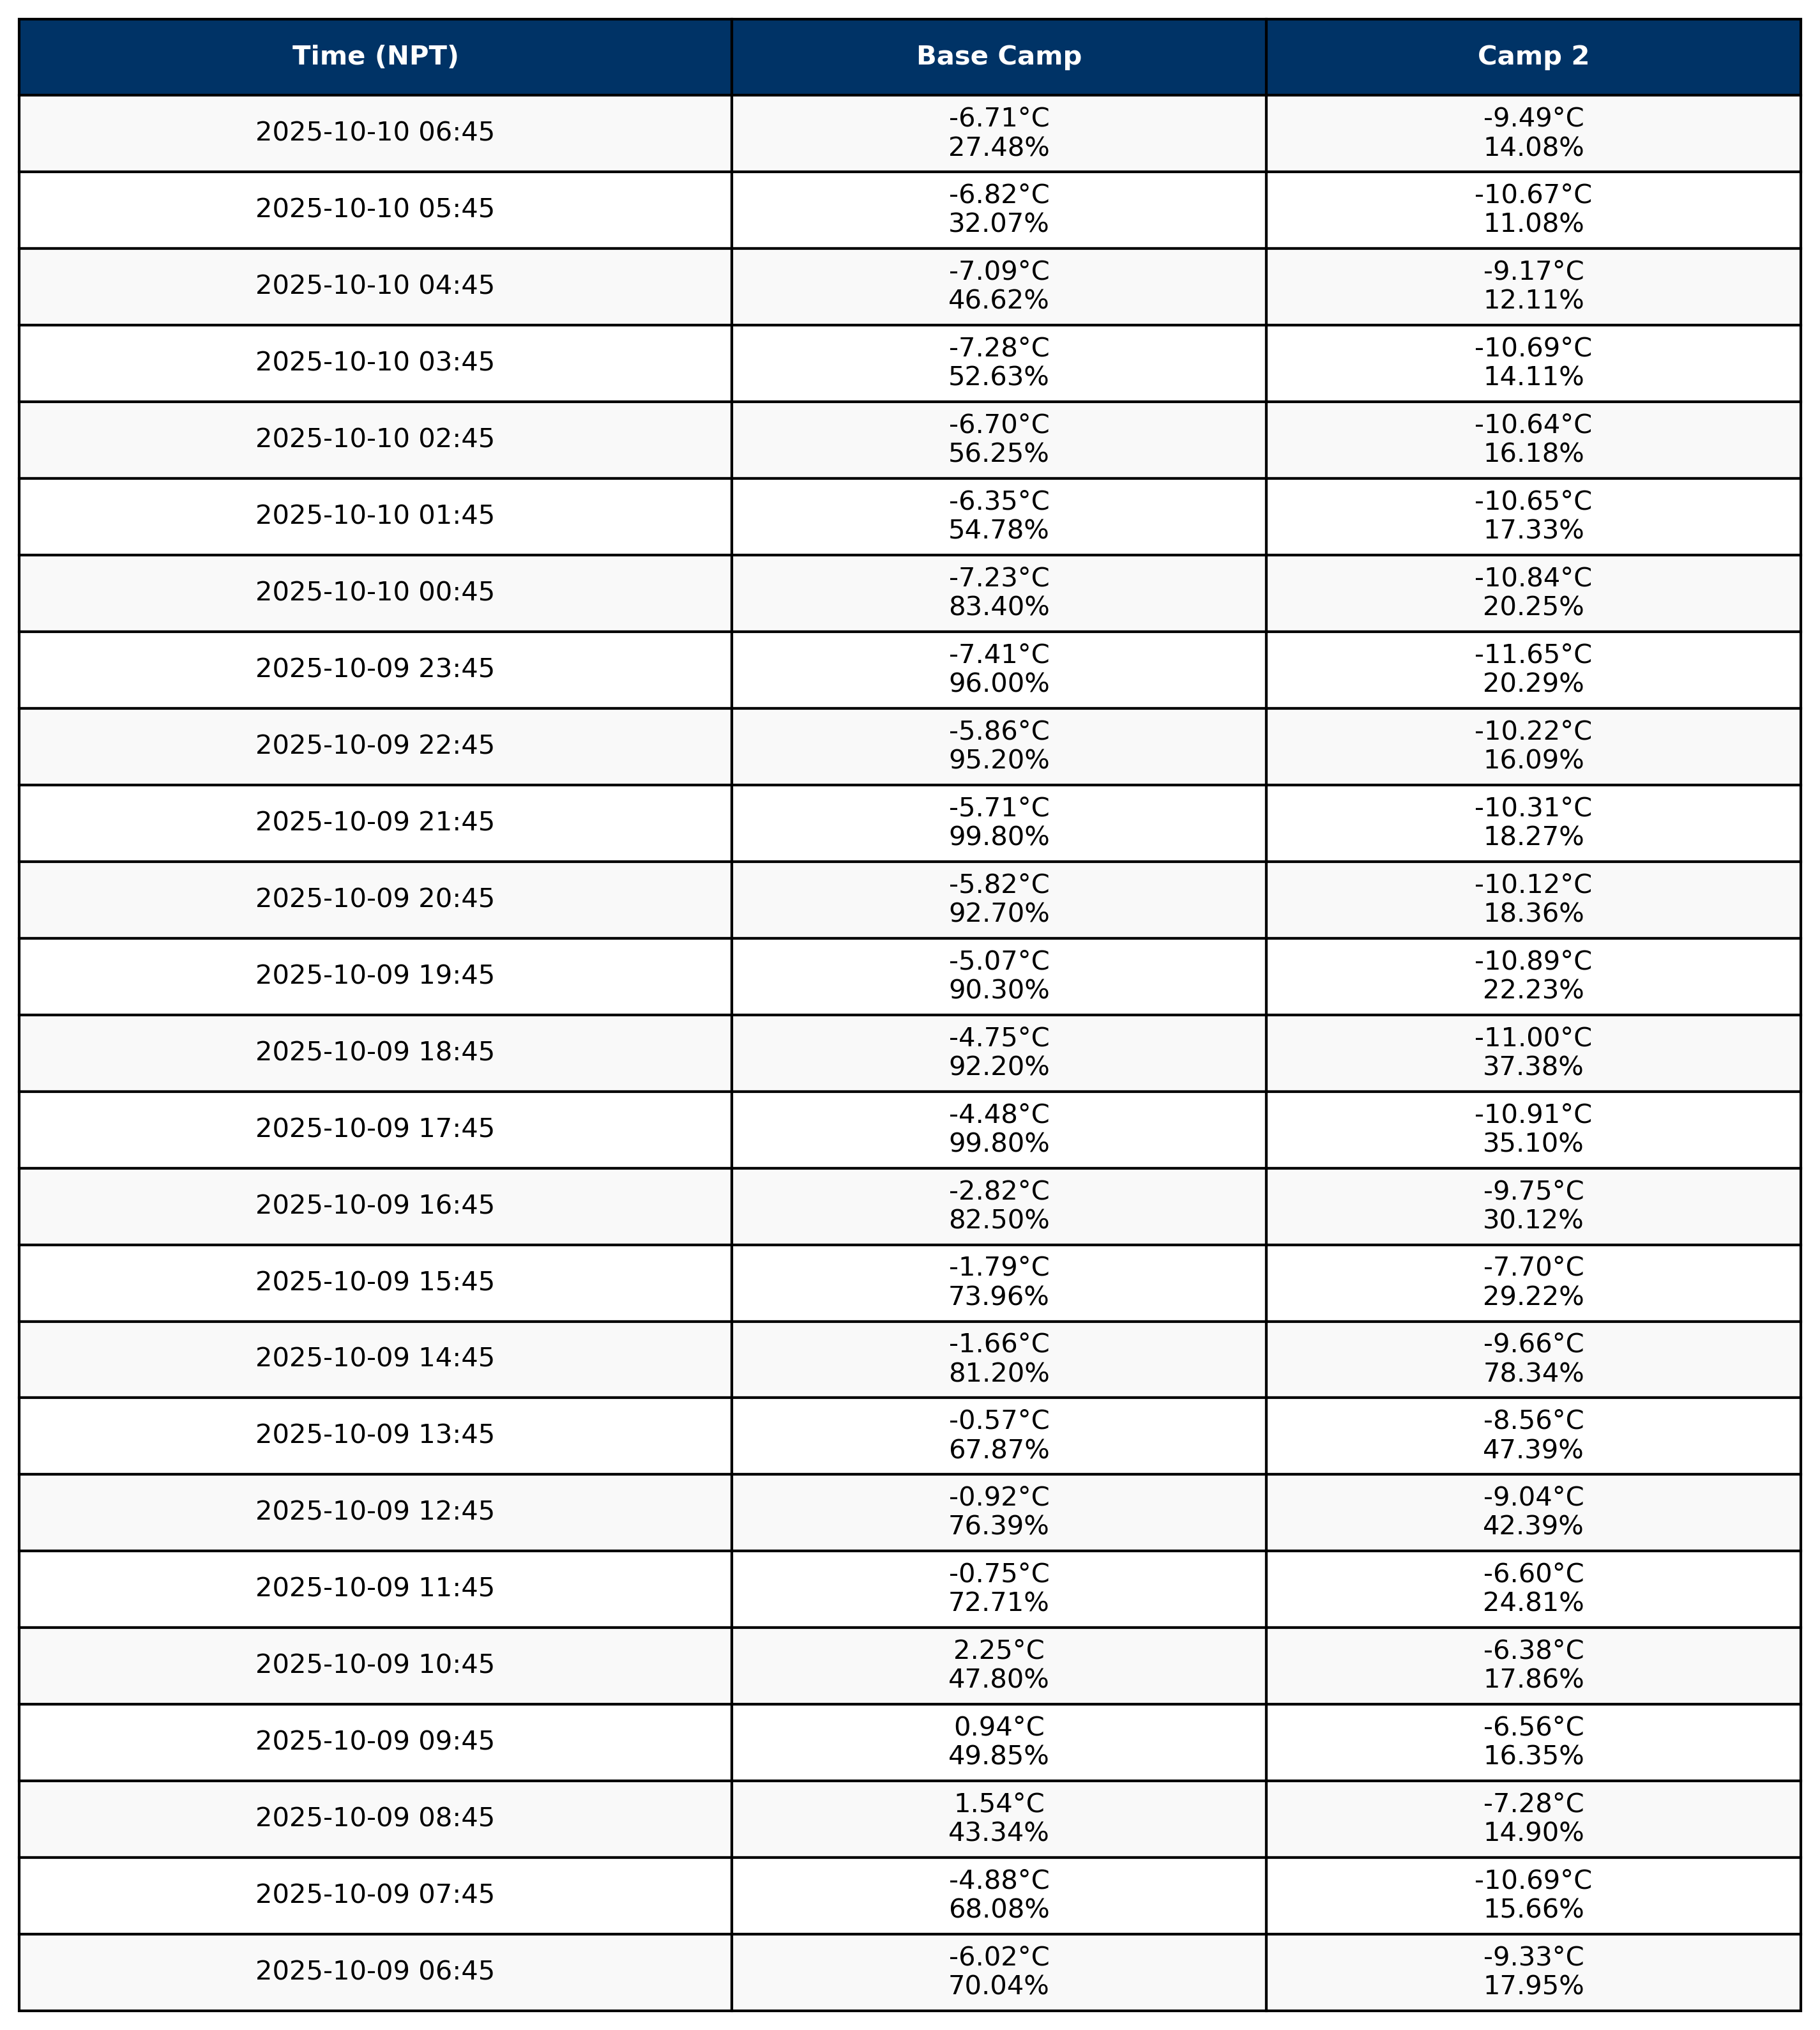 Time (NPT) Base Camp Camp 2
2025-10-10 06:45
-6.71°C
27.48%
-9.49°C
14.08%
2025-10-10 05:45
-6.82°C
32.07%
-10.67°C
11.08%
2025-10-10 04:45
-7.09°C
46.62%
-9.17°C
12.11%
2025-10-10 03:45
-7.28°C
52.63%
-10.69°C
14.11%
2025-10-10 02:45
-6.70°C
56.25%
-10.64°C
16.18%
2025-10-10 01:45
-6.35°C
54.78%
-10.65°C
17.33%
2025-10-10 00:45
-7.23°C
83.40%
-10.84°C
20.25%
2025-10-09 23:45
-7.41°C
96.00%
-11.65°C
20.29%
2025-10-09 22:45
-5.86°C
95.20%
-10.22°C
16.09%
2025-10-09 21:45
-5.71°C
99.80%
-10.31°C
18.27%
2025-10-09 20:45
-5.82°C
92.70%
-10.12°C
18.36%
2025-10-09 19:45
-5.07°C
90.30%
-10.89°C
22.23%
2025-10-09 18:45
-4.75°C
92.20%
-11.00°C
37.38%
2025-10-09 17:45
-4.48°C
99.80%
-10.91°C
35.10%
2025-10-09 16:45
-2.82°C
82.50%
-9.75°C
30.12%
2025-10-09 15:45
-1.79°C
73.96%
-7.70°C
29.22%
2025-10-09 14:45
-1.66°C
81.20%
-9.66°C
78.34%
2025-10-09 13:45
-0.57°C
67.87%
-8.56°C
47.39%
2025-10-09 12:45
-0.92°C
76.39%
-9.04°C
42.39%
2025-10-09 11:45
-0.75°C
72.71%
-6.60°C
24.81%
2025-10-09 10:45
2.25°C
47.80%
-6.38°C
17.86%
2025-10-09 09:45
0.94°C
49.85%
-6.56°C
16.35%
2025-10-09 08:45
1.54°C
43.34%
-7.28°C
14.90%
2025-10-09 07:45
-4.88°C
68.08%
-10.69°C
15.66%
2025-10-09 06:45
-6.02°C
70.04%
-9.33°C
17.95%